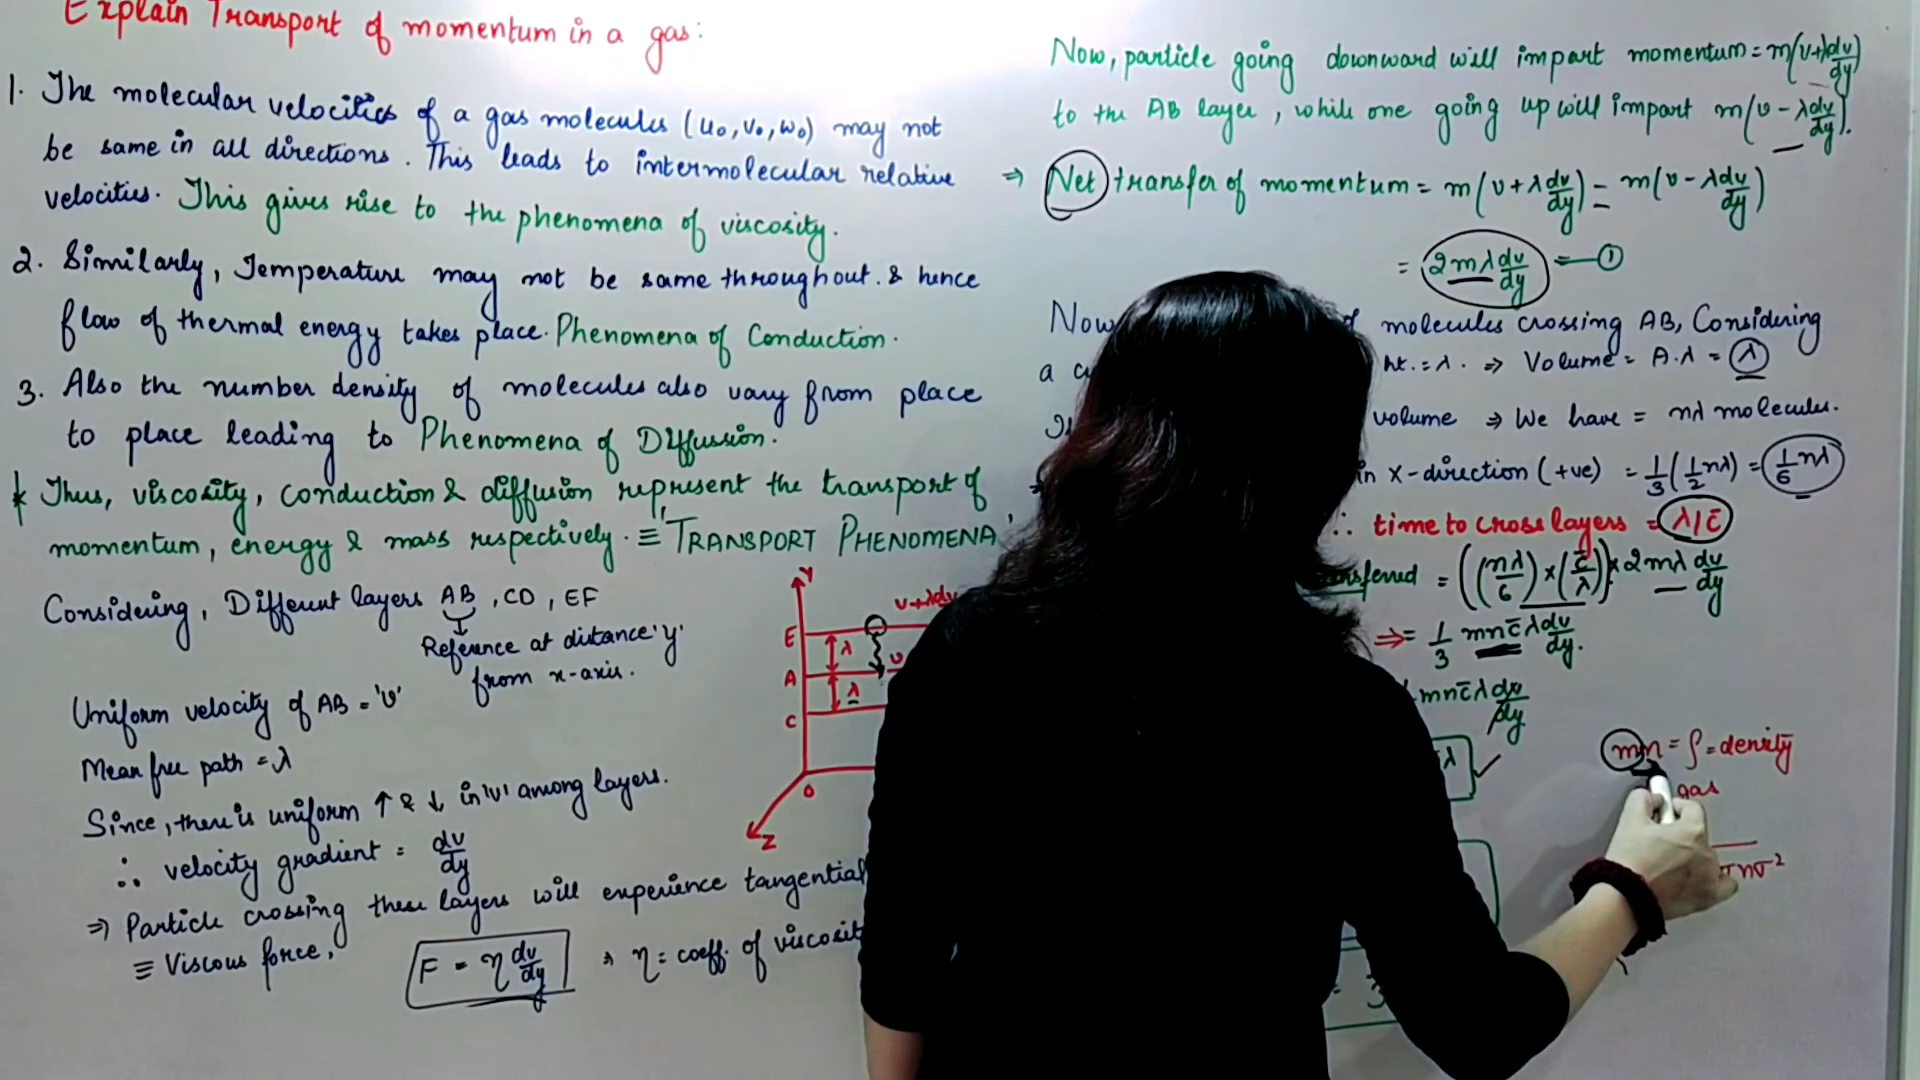 Explain Transport of momentum in a gas:
1. The molecular velocities of a gas molecules (u₀, v₀, w₀) may not
be same in all directions. This leads to intermolecular relative
velocities. This gives rise to the phenomena of viscosity.
2. Similarly, Temperature may not be same throughout. & hence
flow of thermal energy takes place. Phenomena of Conduction.
3. Also the number density of molecules also vary from place
to place leading to Phenomena of Diffusion.
* Thus, viscosity, conduction & diffusion represent the transport of
momentum, energy & mass respectively. ≡ 'TRANSPORT PHENOMENA'
Considering, Different layers AB, CD, EF
Reference at distance 'y'
from x-axis.
Uniform velocity of AB = 'v'
Mean free path = λ
Since, there is uniform ↑ & ↓ in 'v' among layers.
∴ velocity gradient = dv/dy
⇒ Particle crossing these layers will experience tangential
≡ Viscous force,
F = η dv/dy
η = coeff. of viscosit
Y
E
A
C
O
Z
λ
λ
v+λdv
v
Now, particle going downward will impart momentum = m(v+λdv/dy)
to the AB layer, while one going up will impart m(v - λdv/dy).
⇒ Net transfer of momentum = m(v + λdv/dy) - m(v - λdv/dy)
= 2mλdv/dy — ①
Now molecules crossing AB, Considering
a ht. = λ. ⇒ Volume = A.λ = λ
volume ⇒ We have = nλ molecules.
in x-direction (+ve) = 1/3(1/2 nλ) = 1/6 nλ
∴ time to cross layers = λ/c̄
= ((nλ/6) × (c̄/λ)) × 2mλ dv/dy
⇒ = 1/3 mnc̄ λ dv/dy.
mnc̄ λ dv/dy
λ ✓
mn = ρ = density
gas
πnσ²
= 3